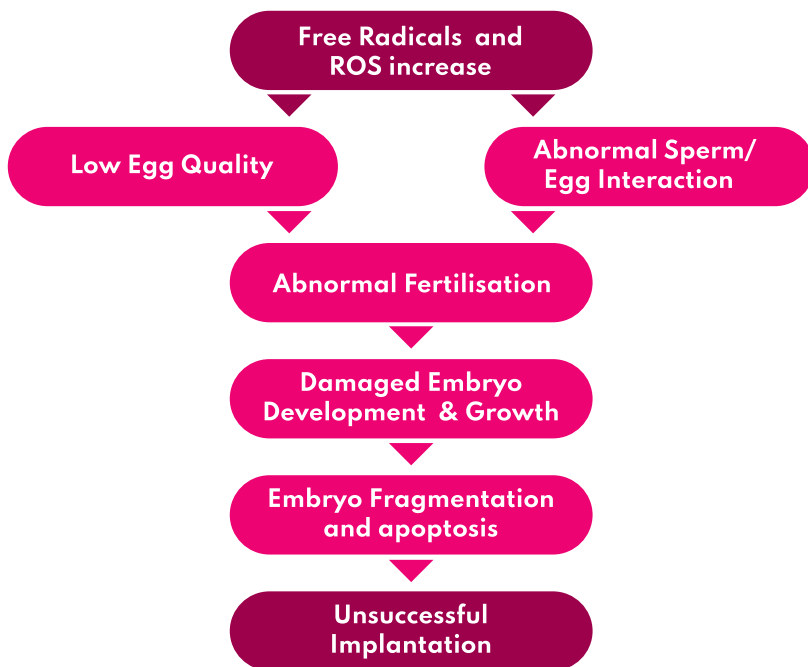 Free Radicals and
ROS increase
Low Egg Quality
Abnormal Sperm/
Egg Interaction
Abnormal Fertilisation
Damaged Embryo
Development & Growth
Embryo Fragmentation
and apoptosis
Unsuccessful
Implantation